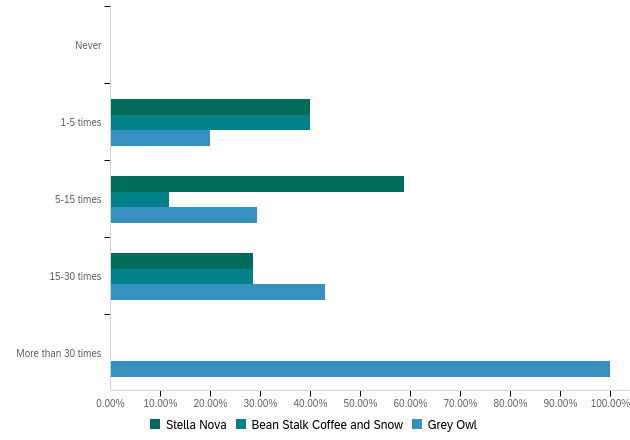 Never
1-5 times
5-15 times
15-30 times
More than 30 times
0.00% 10.00% 20.00% 30.00% 40.00% 50.00% 60.00% 70.00% 80.00% 90.00% 100.00%
Stella Nova Bean Stalk Coffee and Snow Grey Owl